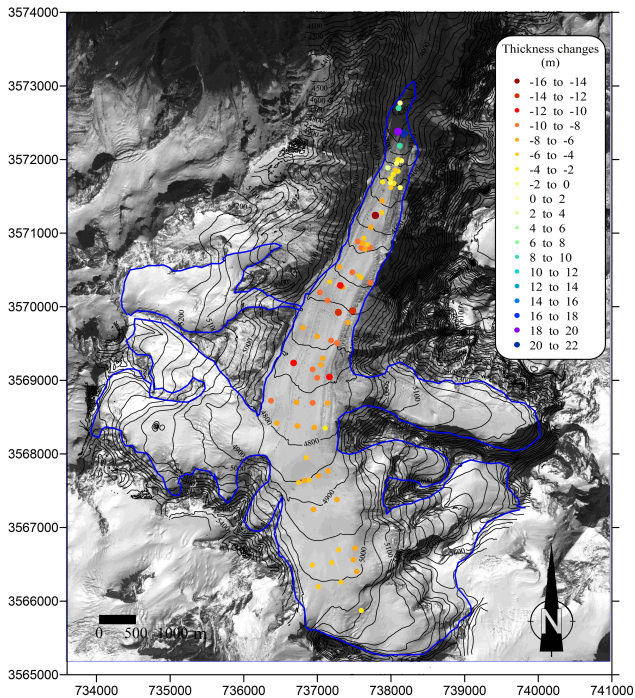 3574000
3573000
3572000
3571000
3570000
3569000
3568000
3567000
3566000
3565000
Thickness changes
(m)
-16 to -14
-14 to -12
-12 to -10
-10 to -8
-8 to -6
-6 to -4
-4 to -2
-2 to 0
0 to 2
2 to 4
4 to 6
6 to 8
8 to 10
10 to 12
12 to 14
14 to 16
16 to 18
18 to 20
20 to 22
4500
4800
4900
5000
5100
0 500 1000 m
N
734000 735000 736000 737000 738000 739000 740000 741000